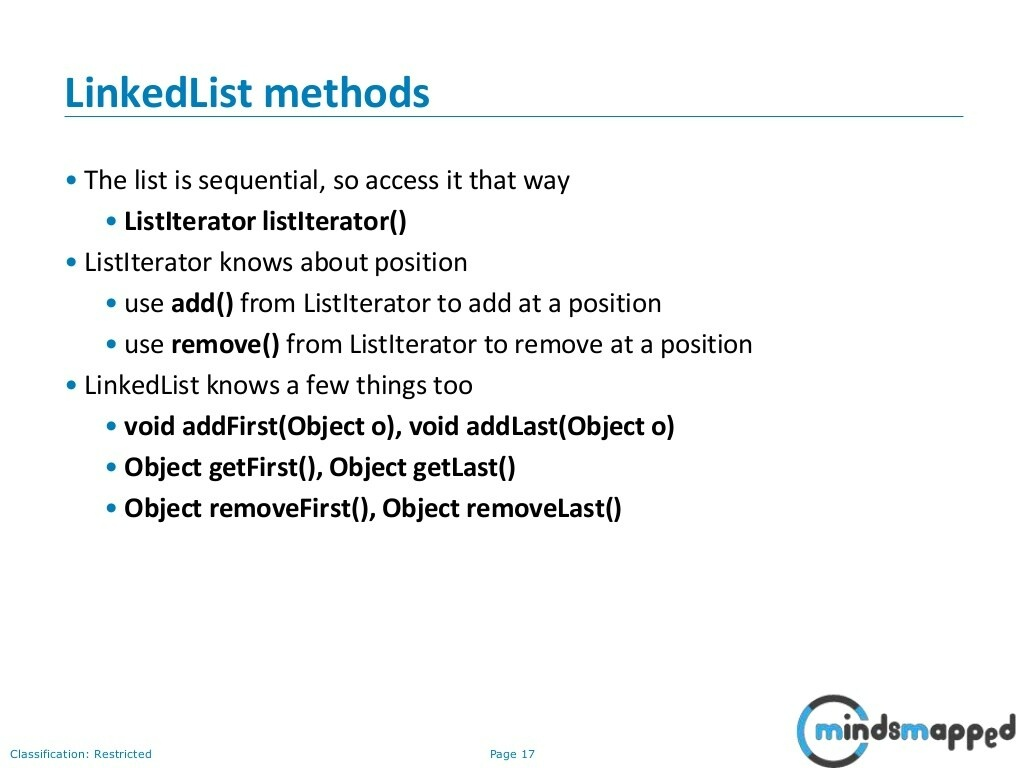 LinkedList methods
• The list is sequential, so access it that way
• ListIterator listIterator()
• ListIterator knows about position
• use add() from ListIterator to add at a position
• use remove() from ListIterator to remove at a position
• LinkedList knows a few things too
• void addFirst(Object o), void addLast(Object o)
• Object getFirst(), Object getLast()
• Object removeFirst(), Object removeLast()
mindsmapped
Classification: Restricted
Page 17